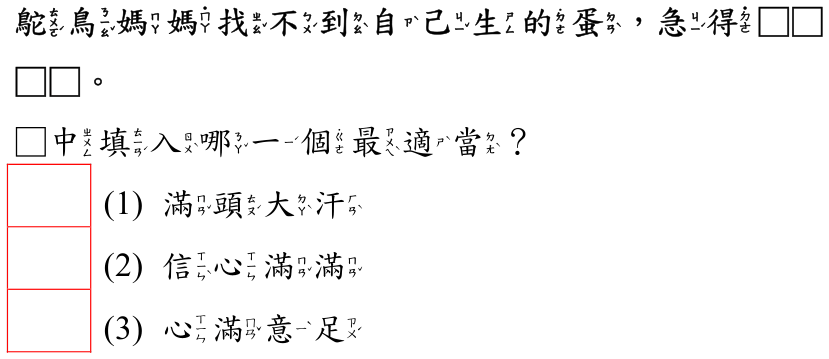 鴕鳥媽媽找不到自己生的蛋，急得□□
□□。
□中填入哪一個最適當？
(1) 滿頭大汗
(2) 信心滿滿
(3) 心滿意足